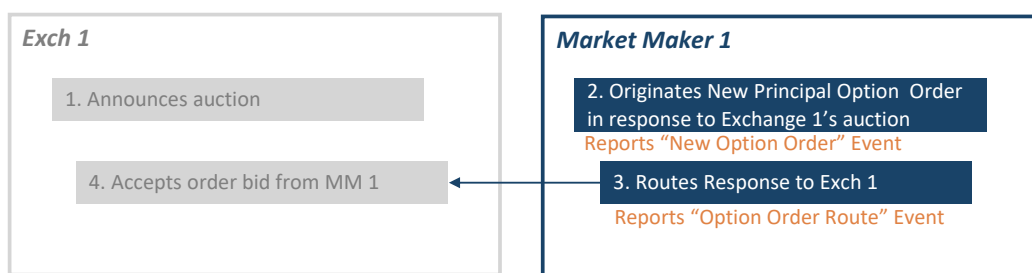 Exch 1
1. Announces auction
4. Accepts order bid from MM 1
Market Maker 1
2. Originates New Principal Option Order
in response to Exchange 1’s auction
Reports “New Option Order” Event
3. Routes Response to Exch 1
Reports “Option Order Route” Event